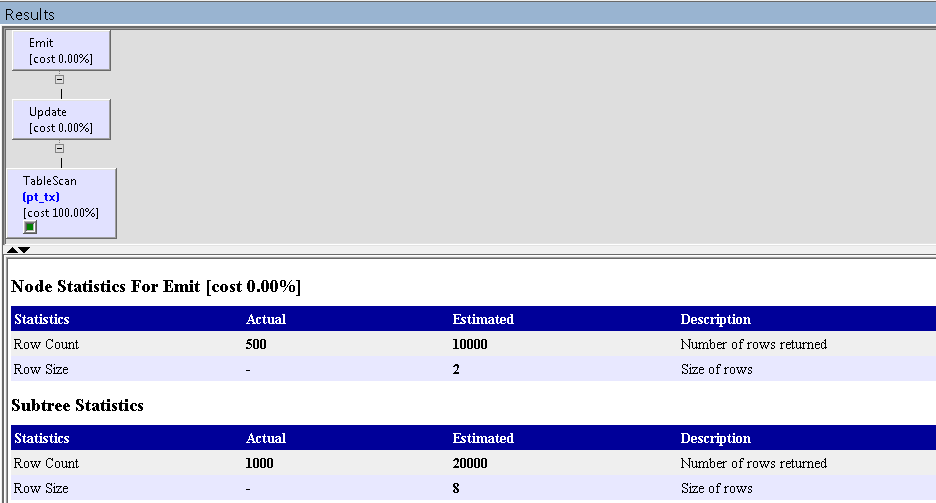 Results
Emit
[cost 0.00%]
Update
[cost 0.00%]
TableScan
(pt_tx)
[cost 100.00%]
Node Statistics For Emit [cost 0.00%]
Statistics Actual Estimated Description
Row Count 500 10000 Number of rows returned
Row Size - 2 Size of rows
Subtree Statistics
Statistics Actual Estimated Description
Row Count 1000 20000 Number of rows returned
Row Size - 8 Size of rows